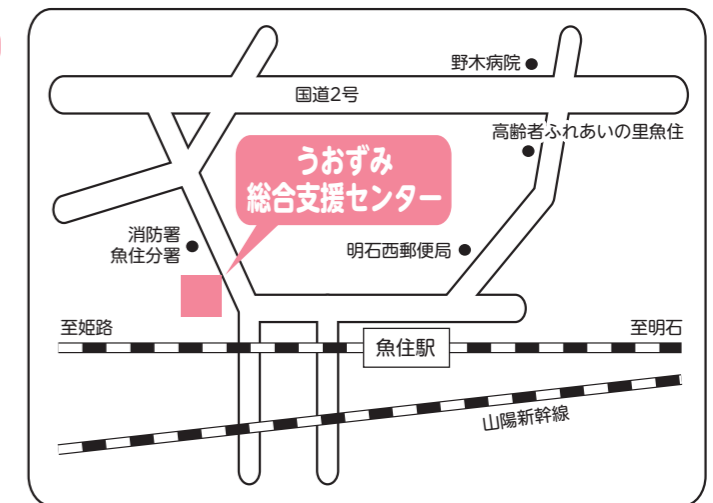 野木病院
国道2号
高齢者ふれあいの里魚住
うおずみ
総合支援センター
消防署
魚住分署
明石西郵便局
至姫路
至明石
魚住駅
山陽新幹線